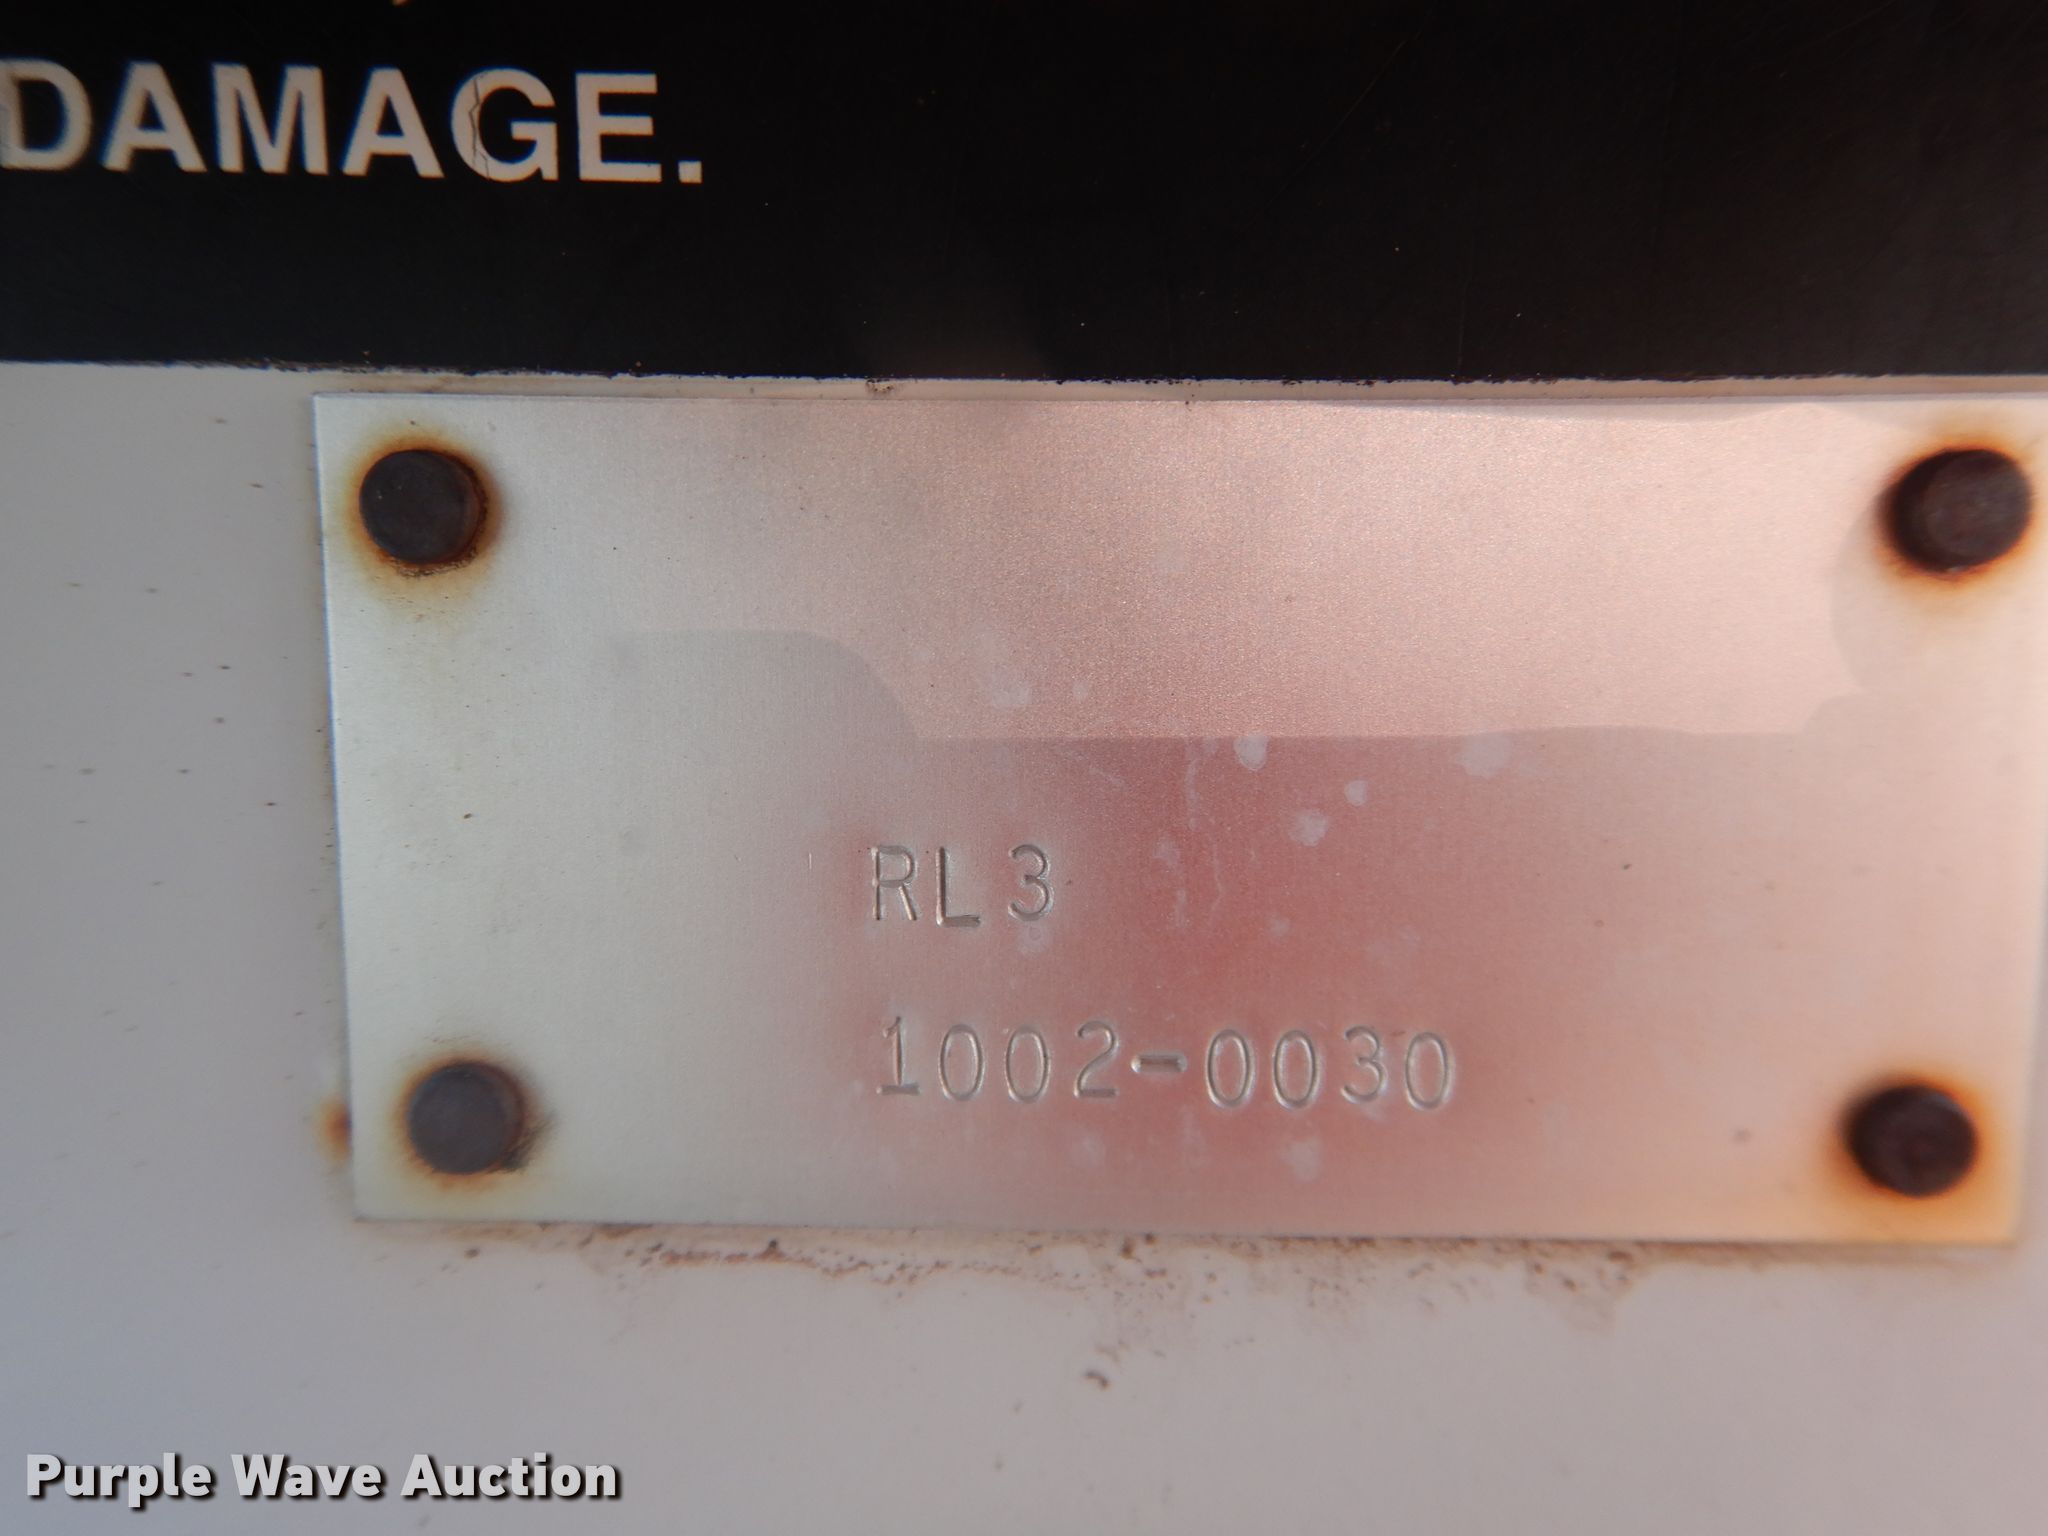 DAMAGE.
RL3
1002-0030
Purple Wave Auction